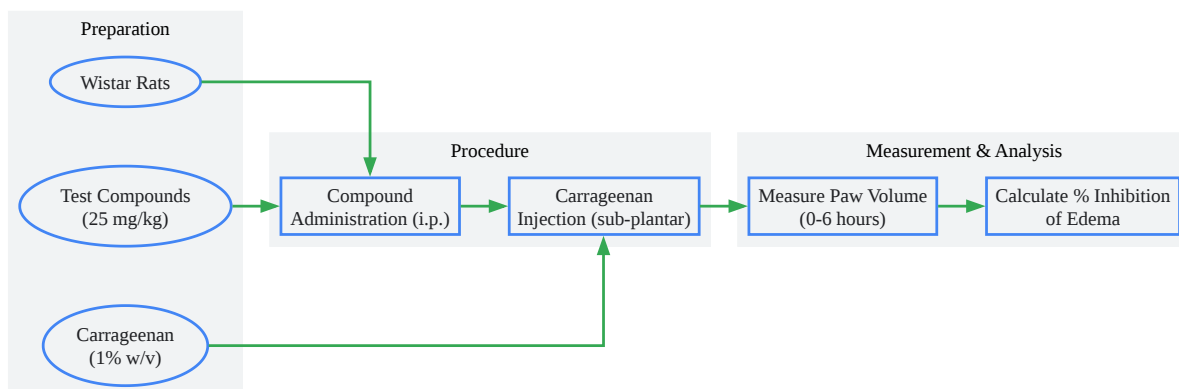 Preparation
Wistar Rats
Test Compounds
(25 mg/kg)
Carrageenan
(1% w/v)
Procedure
Compound
Administration (i.p.)
Carrageenan
Injection (sub-plantar)
Measurement & Analysis
Measure Paw Volume
(0-6 hours)
Calculate % Inhibition
of Edema